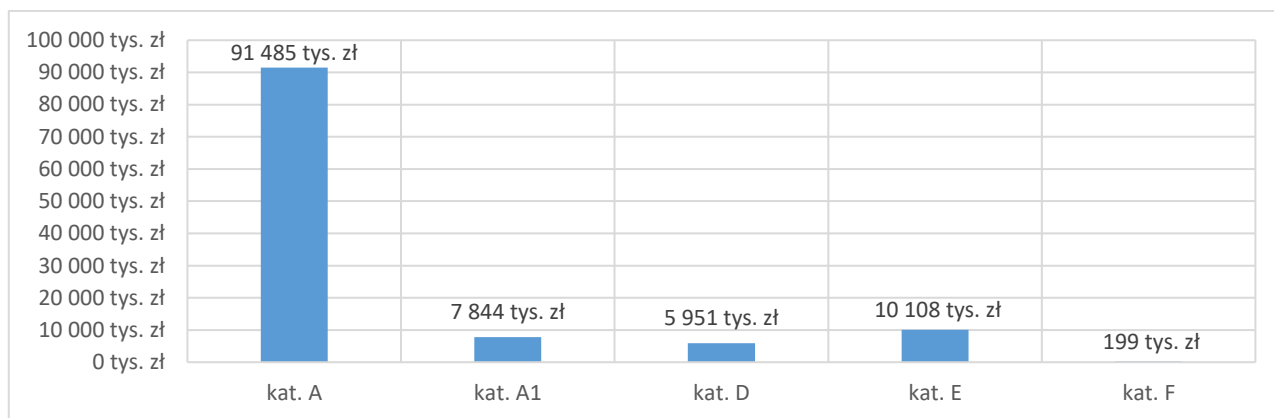 100 000 tys. zł
90 000 tys. zł
80 000 tys. zł
70 000 tys. zł
60 000 tys. zł
50 000 tys. zł
40 000 tys. zł
30 000 tys. zł
20 000 tys. zł
10 000 tys. zł
0 tys. zł
91 485 tys. zł
7 844 tys. zł
5 951 tys. zł
10 108 tys. zł
199 tys. zł
kat. A
kat. A1
kat. D
kat. E
kat. F